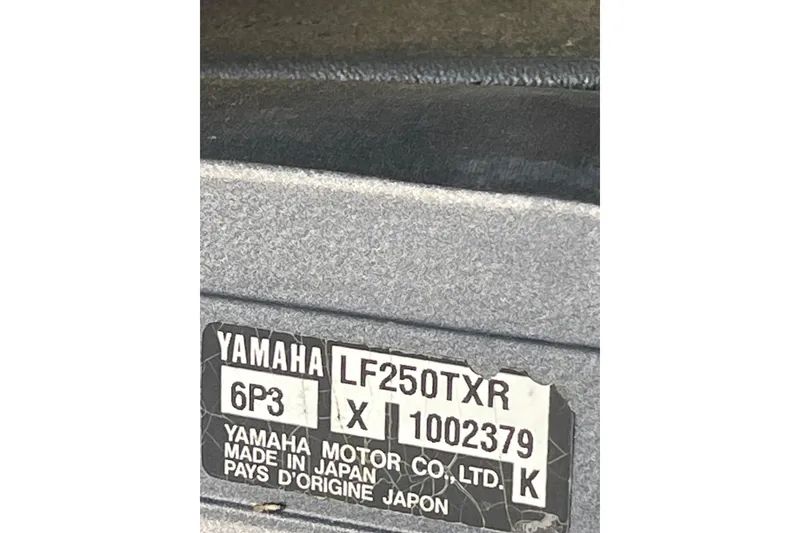 YAMAHA LF250TXR
6P3 X 1002379
YAMAHA MOTOR CO., LTD. K
MADE IN JAPAN
PAYS D'ORIGINE JAPON